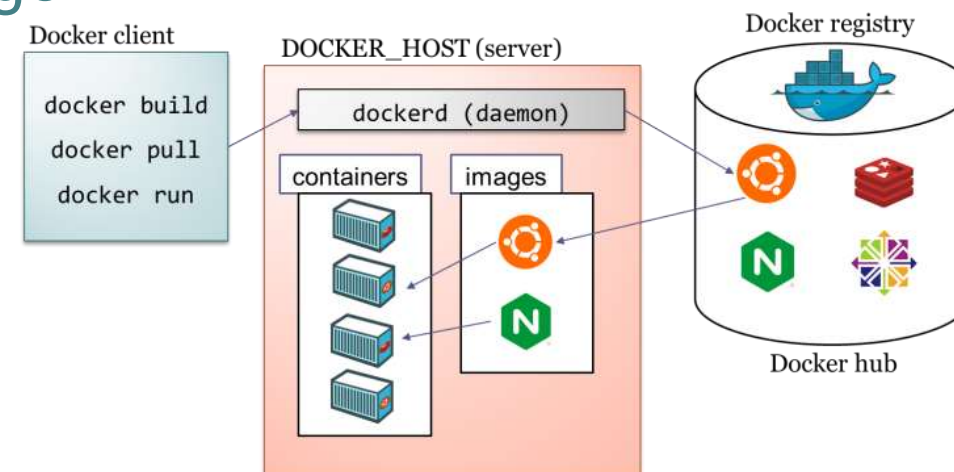 Docker client
docker build
docker pull
docker run
DOCKER_HOST (server)
dockerd (daemon)
containers
images
N
Docker registry
N
Docker hub